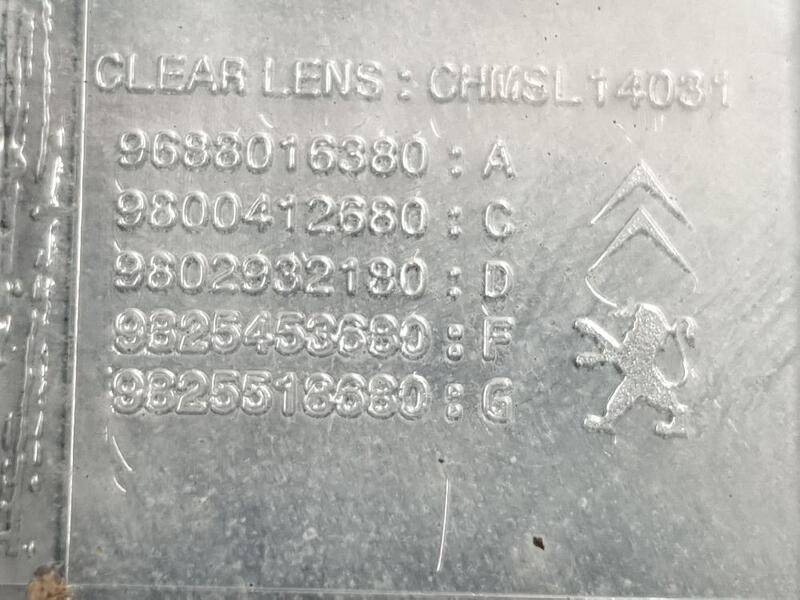 CLEAR LENS : CHMSL14031
9688016380 : A
9800412680 : C
9802932180 : D
9825453680 : F
9825518680 : G